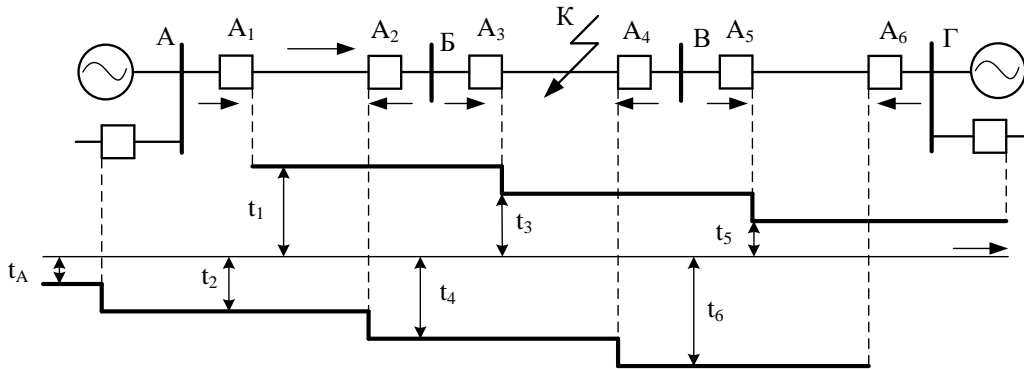 К
А А₁ А₂ Б А₃ А₄ В А₅ А₆ Г
t₁ t₃ t₅
tА t₂ t₄ t₆